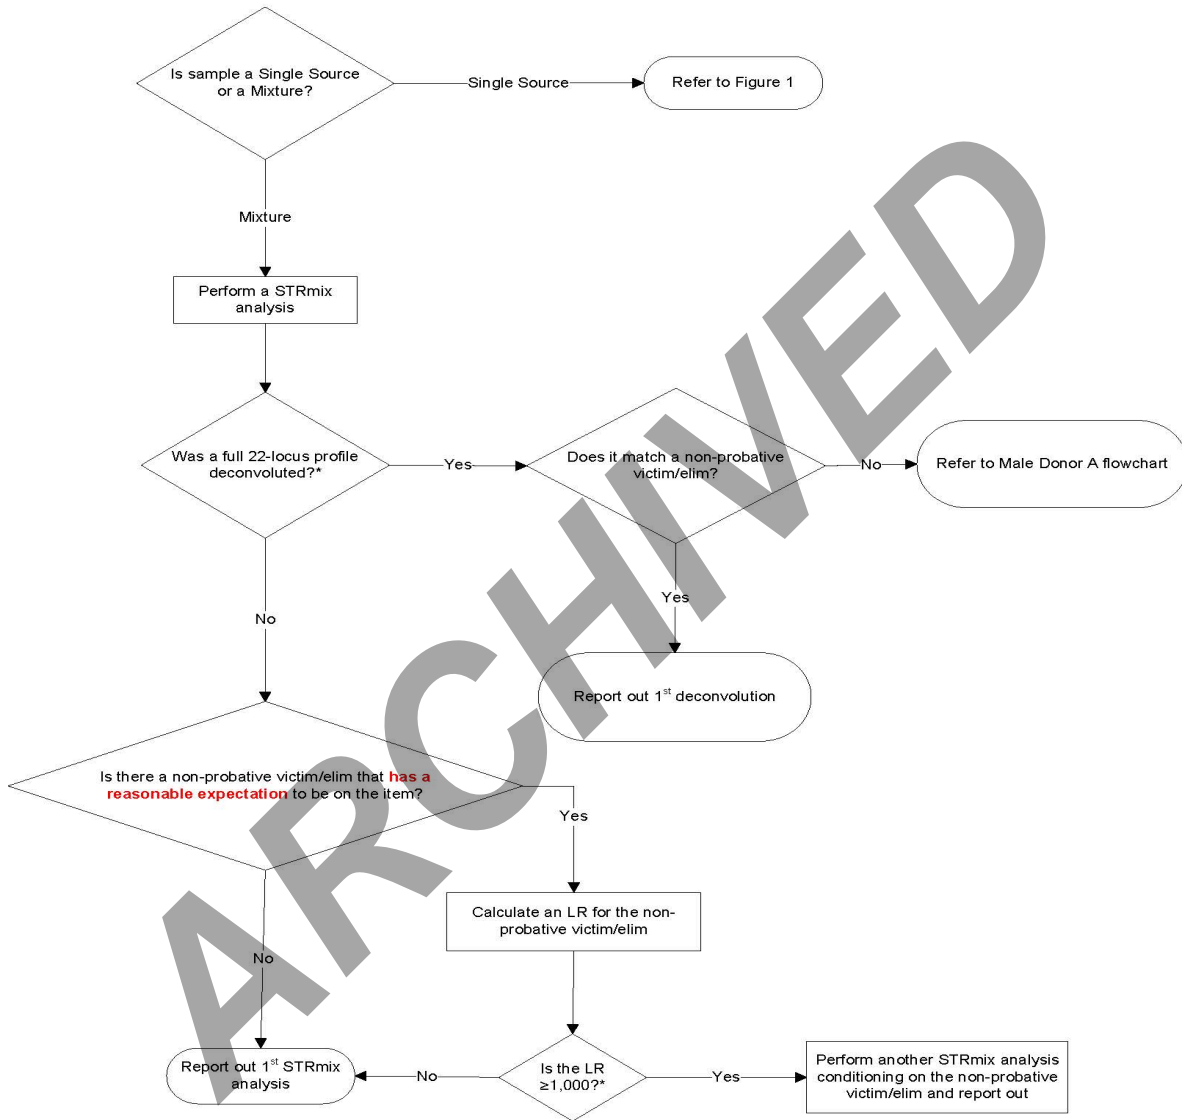 Is sample a Single Source
or a Mixture?
Single Source
Refer to Figure 1
Mixture
Perform a STRmix
analysis
Was a full 22-locus profile
deconvoluted?*
Yes
Does it match a non-probative
victim/elim?
No
Refer to Male Donor A flowchart
Yes
Report out 1st deconvolution
No
Is there a non-probative victim/elim that has a
reasonable expectation to be on the item?
Yes
Calculate an LR for the non-
probative victim/elim
No
Report out 1st STRmix
analysis
No
Is the LR
≥1,000?*
Yes
Perform another STRmix analysis
conditioning on the non-probative
victim/elim and report out
ARCHIVED